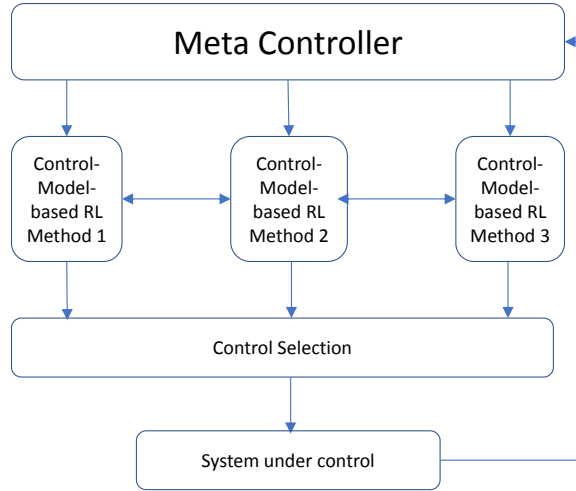 Meta Controller
Control-
Model-
based RL
Method 1
Control-
Model-
based RL
Method 2
Control-
Model-
based RL
Method 3
Control Selection
System under control